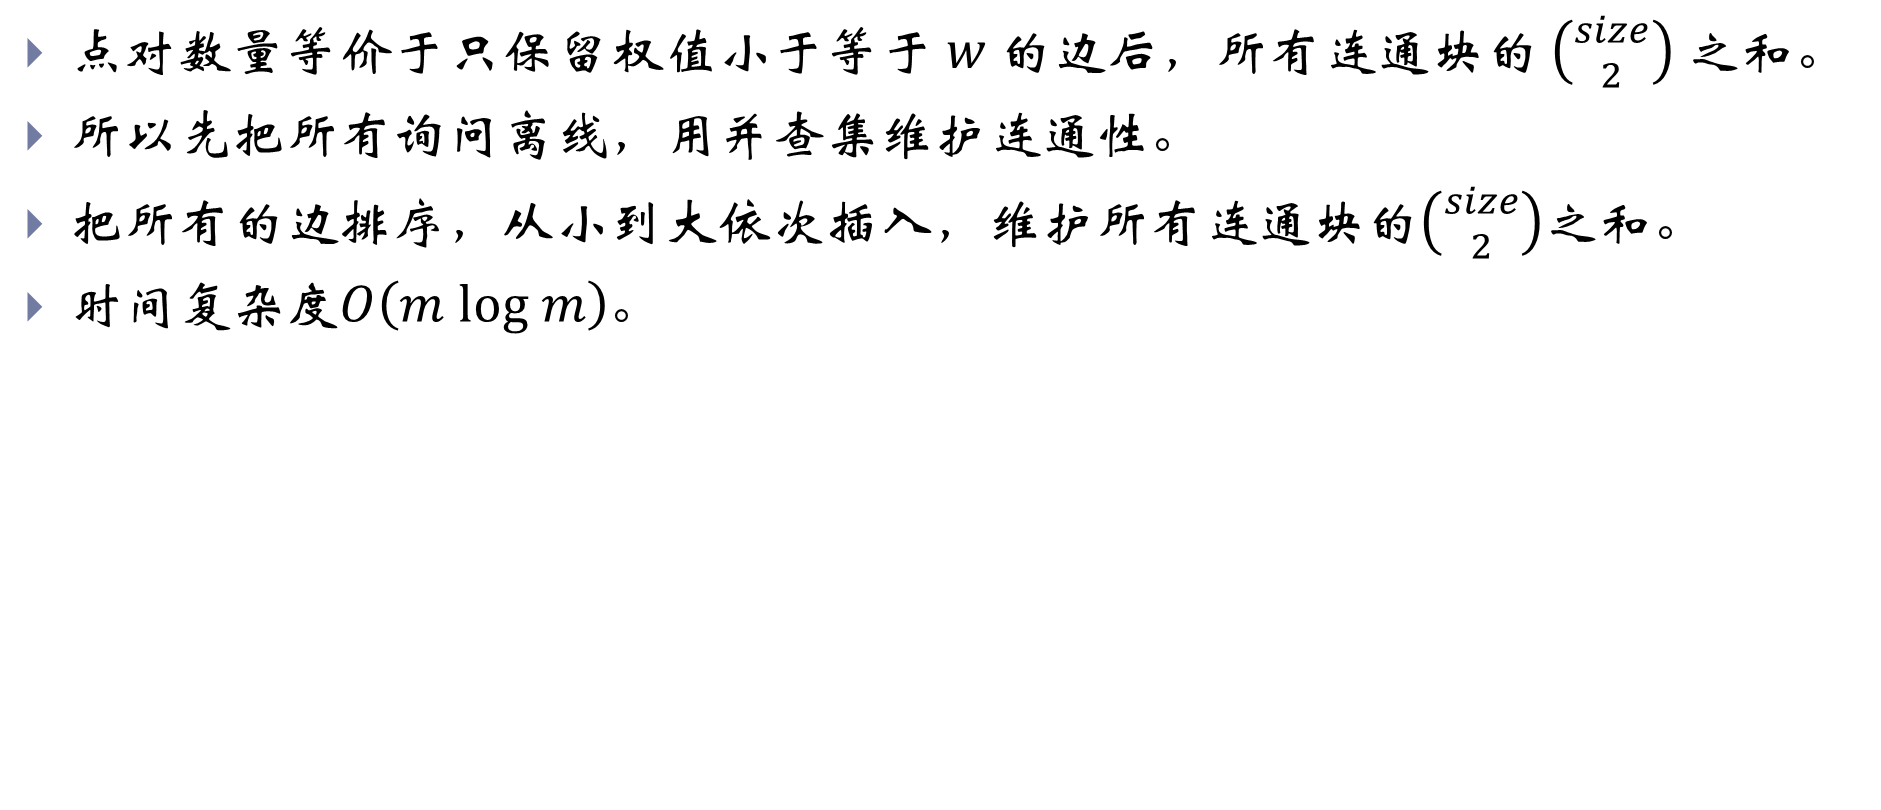 点对数量等价于只保留权值小于等于 w 的边后，所有连通块的 $\binom{size}{2}$ 之和。
所以先把所有询问离线，用并查集维护连通性。
把所有的边排序，从小到大依次插入，维护所有连通块的$\binom{size}{2}$之和。
时间复杂度O(m log m)。